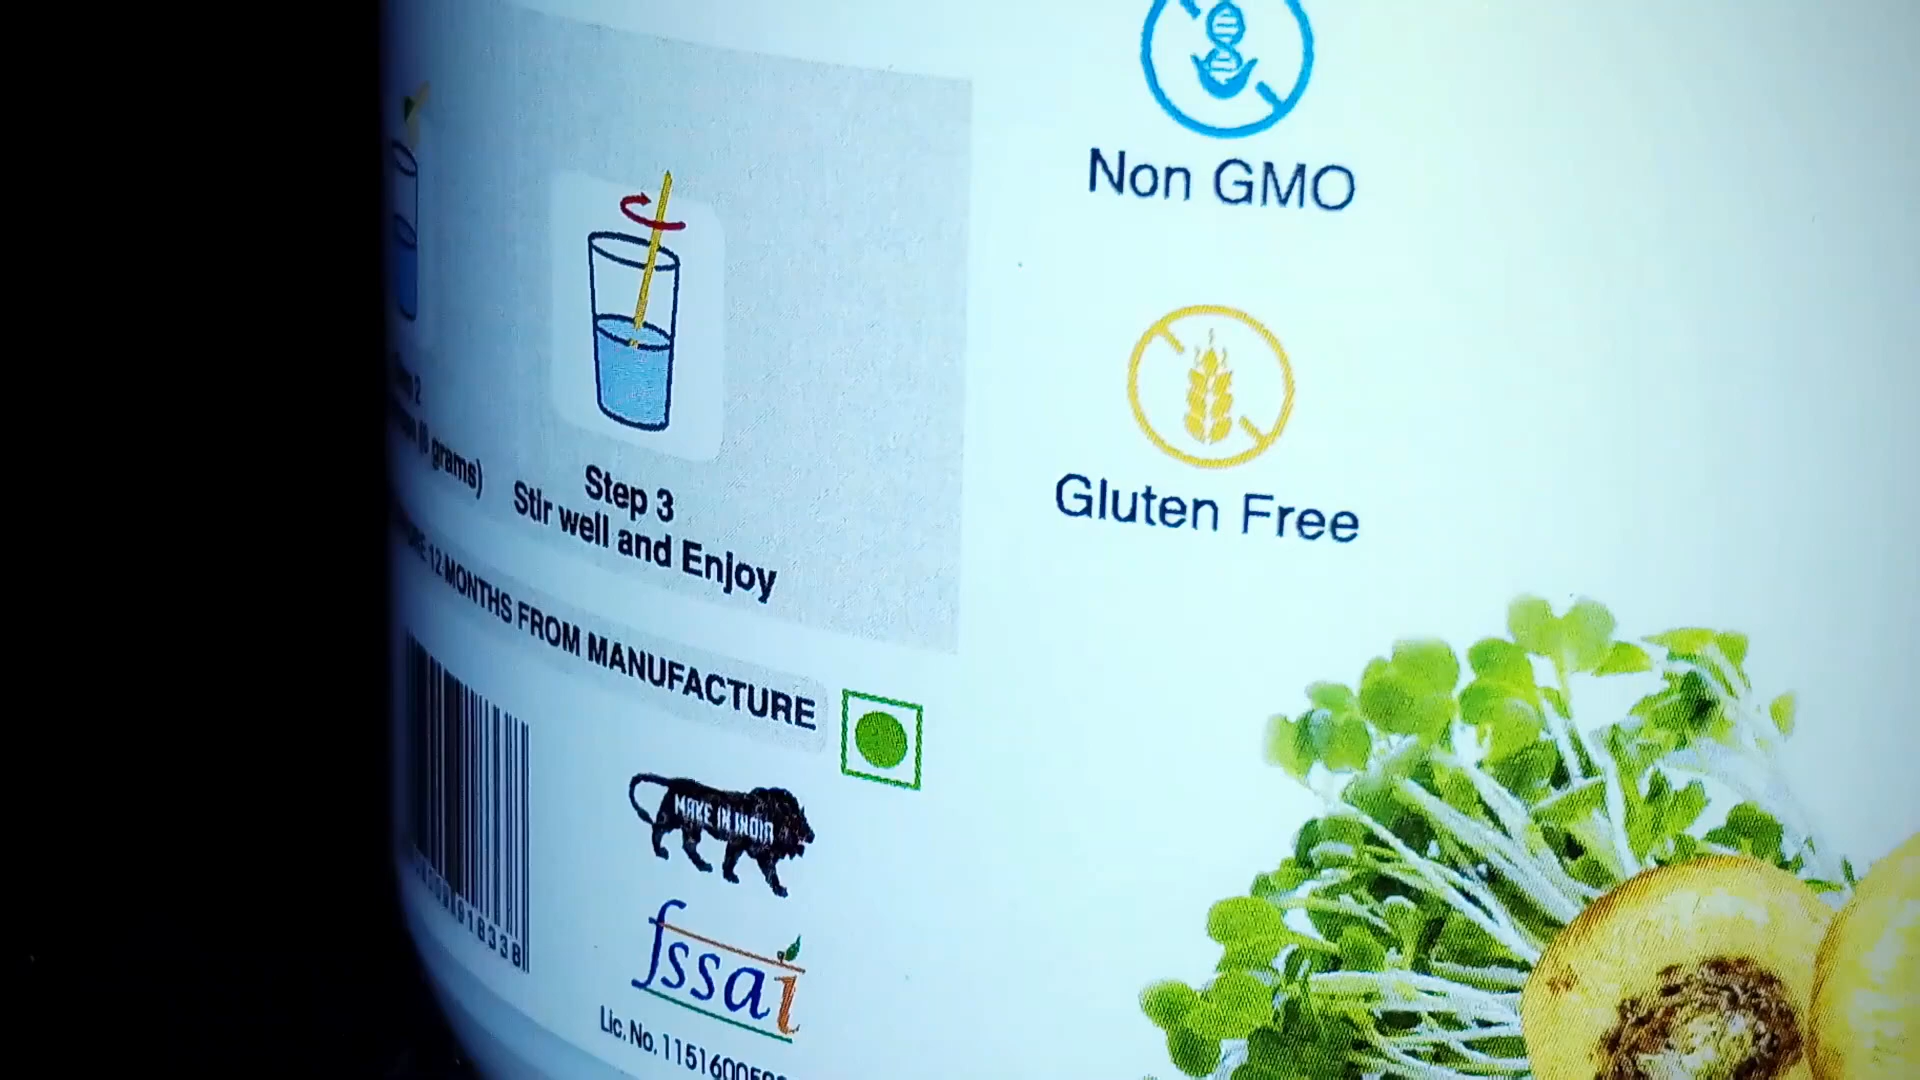 grams)
Step 3
Stir well and Enjoy
12 MONTHS FROM MANUFACTURE
MAKE IN INDIA
fssai
Lic. No.
Non GMO
Gluten Free